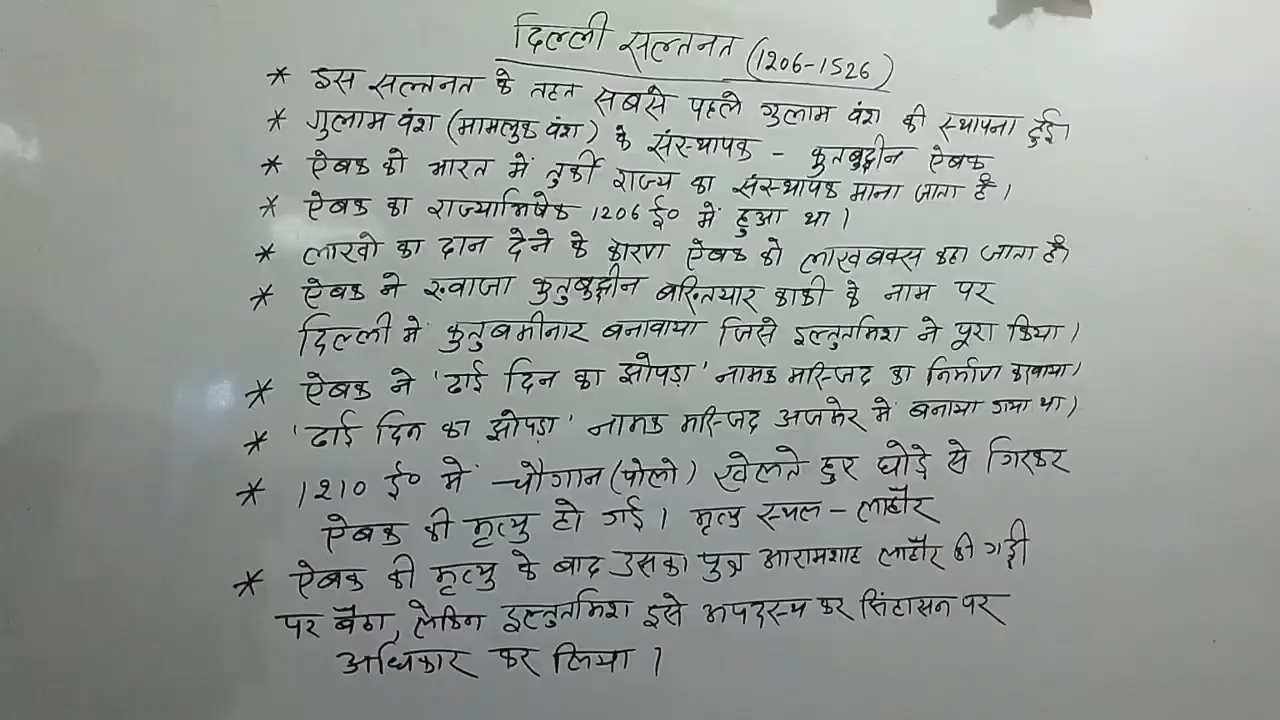 दिल्ली सल्तनत (1206-1526)
* इस सल्तनत के तहत सबसे पहले गुलाम वंश की स्थापना हुई।
* गुलाम वंश (मामलुक वंश) के संस्थापक - कुतबुद्दीन ऐबक
* ऐबक को भारत में तुर्की राज्य का संस्थापक माना जाता है।
* ऐबक का राज्याभिषेक 1206 ई० में हुआ था।
* लाखो का दान देने के कारण ऐबक को लाखबक्स कहा जाता है।
* ऐबक ने ख्वाजा कुतुबुद्दीन बख्तियार काकी के नाम पर
दिल्ली में कुतुबमीनार बनावाया जिसे इल्तुतमिश ने पूरा किया।
* ऐबक ने 'ढाई दिन का झोपड़ा' नामक मस्जिद का निर्माण करवाया।
* 'ढाई दिन का झोपड़ा' नामक मस्जिद अजमेर में बनाया गया था।
* 1210 ई० में चौगान (पोलो) खेलते हुए घोड़े से गिरकर
ऐबक की मृत्यु हो गई। मृत्यु स्थल - लाहौर
* ऐबक की मृत्यु के बाद उसका पुत्र आरामशाह लाहौर की गद्दी
पर बैठा, लेकिन इल्तुतमिश इसे अपदस्थ कर सिंहासन पर
अधिकार कर लिया।